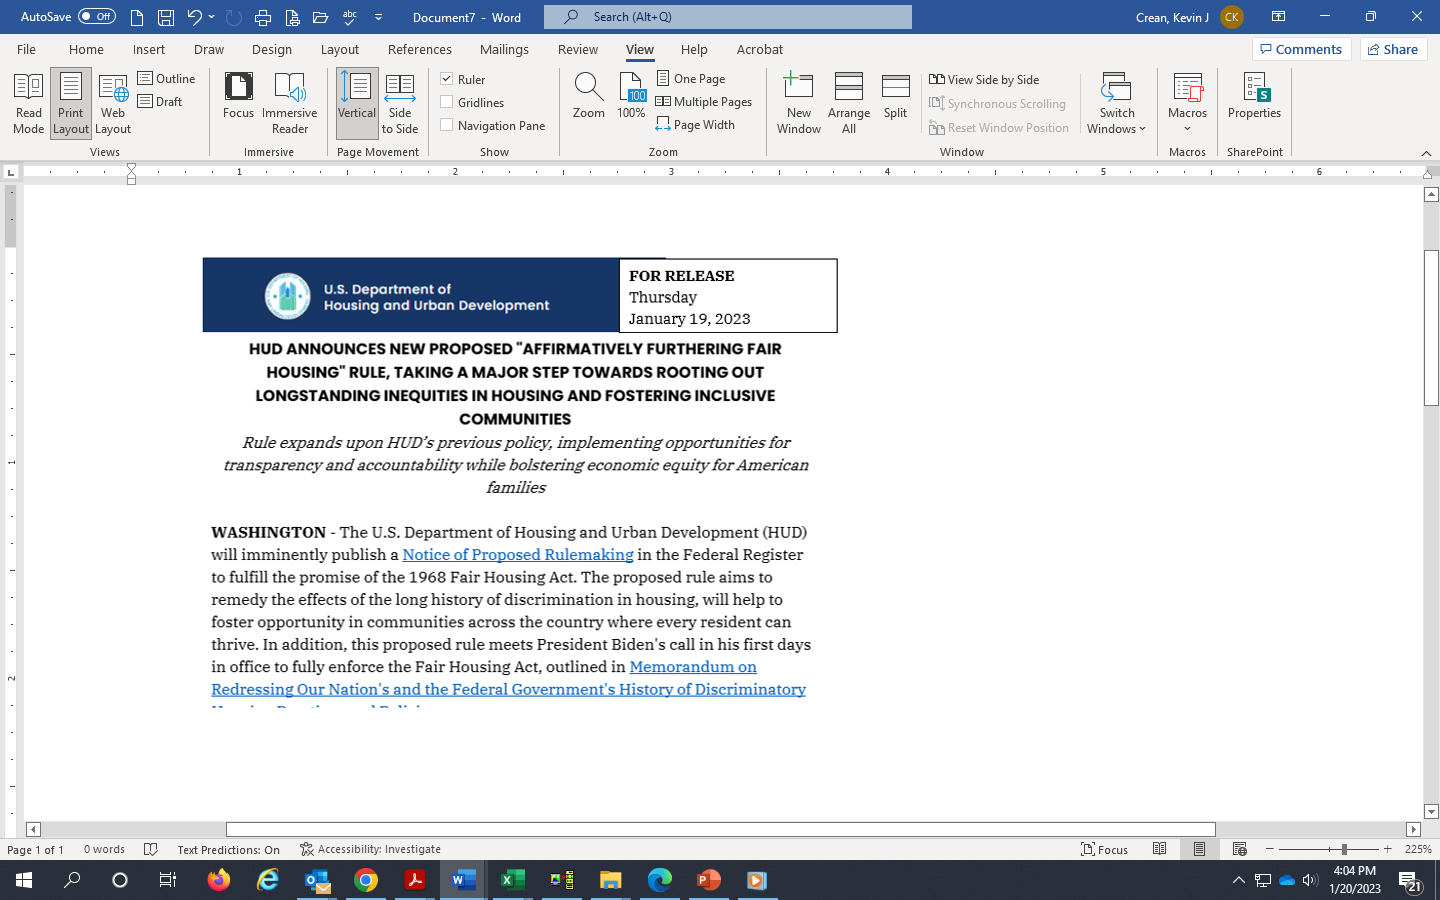 AutoSave Off Document7 - Word Search (Alt+Q) Crean, Kevin J CK
File Home Insert Draw Design Layout References Mailings Review View Help Acrobat Comments Share
Read Mode
Print Layout
Web Layout
Outline
Draft
Views
Focus
Immersive Reader
Immersive
Vertical
Side to Side
Page Movement
Ruler
Gridlines
Navigation Pane
Show
Zoom
100
100%
One Page
Multiple Pages
Page Width
Zoom
New Window
Arrange All
Split
View Side by Side
Synchronous Scrolling
Reset Window Position
Switch Windows
Window
Macros
Macros
Properties
SharePoint
1 2 3 4 5 6
U.S. Department of
Housing and Urban Development
FOR RELEASE
Thursday
January 19, 2023
HUD ANNOUNCES NEW PROPOSED "AFFIRMATIVELY FURTHERING FAIR
HOUSING" RULE, TAKING A MAJOR STEP TOWARDS ROOTING OUT
LONGSTANDING INEQUITIES IN HOUSING AND FOSTERING INCLUSIVE
COMMUNITIES
Rule expands upon HUD’s previous policy, implementing opportunities for
transparency and accountability while bolstering economic equity for American
families
WASHINGTON - The U.S. Department of Housing and Urban Development (HUD)
will imminently publish a Notice of Proposed Rulemaking in the Federal Register
to fulfill the promise of the 1968 Fair Housing Act. The proposed rule aims to
remedy the effects of the long history of discrimination in housing, will help to
foster opportunity in communities across the country where every resident can
thrive. In addition, this proposed rule meets President Biden's call in his first days
in office to fully enforce the Fair Housing Act, outlined in Memorandum on
Redressing Our Nation's and the Federal Government's History of Discriminatory
1
2
Page 1 of 1 0 words Text Predictions: On Accessibility: Investigate Focus 225%
4:04 PM
1/20/2023
21